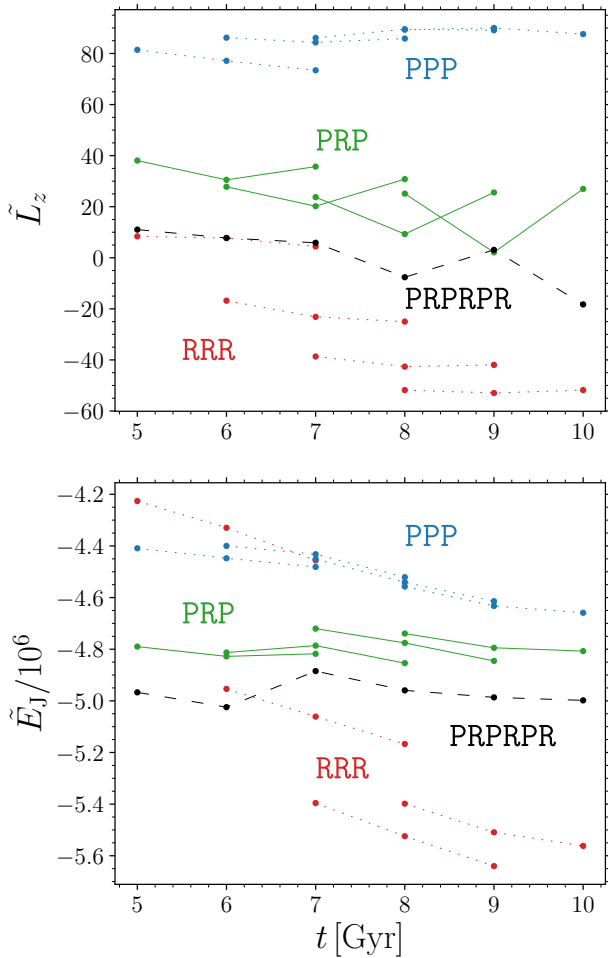 80
60
40
20
0
−20
−40
−60
L̃z
PPP
PRP
PRPRPR
RRR
5 6 7 8 9 10
−4.2
−4.4
−4.6
−4.8
−5.0
−5.2
−5.4
−5.6
ẼJ/10⁶
PPP
PRP
PRPRPR
RRR
5 6 7 8 9 10
t [Gyr]